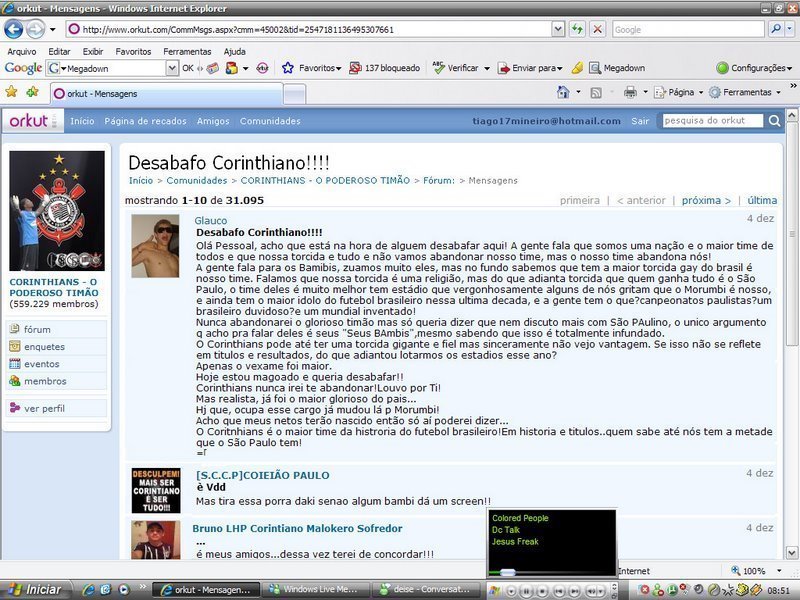 orkut - Mensagens - Windows Internet Explorer
http://www.orkut.com/CommMsgs.aspx?cmm=45002&tid=2547181136495307661
Google
Arquivo Editar Exibir Favoritos Ferramentas Ajuda
Google Megadown OK Favoritos 137 bloqueado Verificar Enviar para Megadown Configurações
orkut - Mensagens Página Ferramentas
orkut Início Página de recados Amigos Comunidades tiago17mineiro@hotmail.com Sair pesquisa do orkut
Desabafo Corinthiano!!!!
Início > Comunidades > CORINTHIANS - O PODEROSO TIMÃO > Fórum: > Mensagens
mostrando 1-10 de 31.095 primeira | < anterior | próxima > | última
CORINTHIANS - O
PODEROSO TIMÃO
(559.229 membros)
fórum
enquetes
eventos
membros
ver perfil
Glauco 4 dez
Desabafo Corinthiano!!!!
Olá Pessoal, acho que está na hora de alguem desabafar aqui! A gente fala que somos uma nação e o maior time de
todos e que nossa torcida e tudo e não vamos abandonar nosso time, mas o nosso time abandona nós!
A gente fala para os Bambis, zuamos muito eles, mas no fundo sabemos que tem a maior torcida gay do brasil é
nosso time. Falamos que nossa torcida é uma religião, mas do que adianta torcida que quem ganha tudo é o São
Paulo, o time deles é muito melhor tem estádio que vergonhosamente alguns de nós gritam que o Morumbi é nosso,
e ainda tem o maior idolo do futebol brasileiro nessa ultima decada, e a gente tem o que?canpeonatos paulistas?um
brasileiro duvidoso?e um mundial inventado!
Nunca abandonarei o glorioso timão mas só queria dizer que nem discuto mais com SÃo PAulino, o unico argumento
q acho pra falar deles é seus "Seus BAmbis",mesmo sabendo que isso é totalmente infundado.
O Corinthians pode até ter uma torcida gigante e fiel mas sinceramente não vejo vantagem. Se isso não se reflete
em titulos e resultados, do que adiantou lotarmos os estadios esse ano?
Apenas o vexame foi maior.
Hoje estou magoado e queria desabafar!!
Corinthians nunca irei te abandonar!Louvo por Ti!
Mas realista, já foi o maior glorioso do pais...
Hj que, ocupa esse cargo já mudou lá p Morumbi!
Acho que meus netos terão nascido então só aí poderei dizer...
O Coritnhians é o maior time da histroria do futebol brasileiro!Em historia e titulos..quem sabe até nós tem a metade
que o São Paulo tem!
=[
DESCULPEM!
MAIS SER
CORINTIANO
É SER
TUDO!!!
[S.C.C.P]COIEIÃO PAULO 4 dez
è Vdd
Mas tira essa porra daki senao algum bambi dá um screen!!
Bruno LHP Corintiano Malokero Sofredor 4 dez
...
é meus amigos...dessa vez terei de concordar!!!
Colored People
Dc Talk
Jesus Freak
Internet 100%
Iniciar orkut - Mensagen... Windows Live Me... deise - Conversat... 08:51